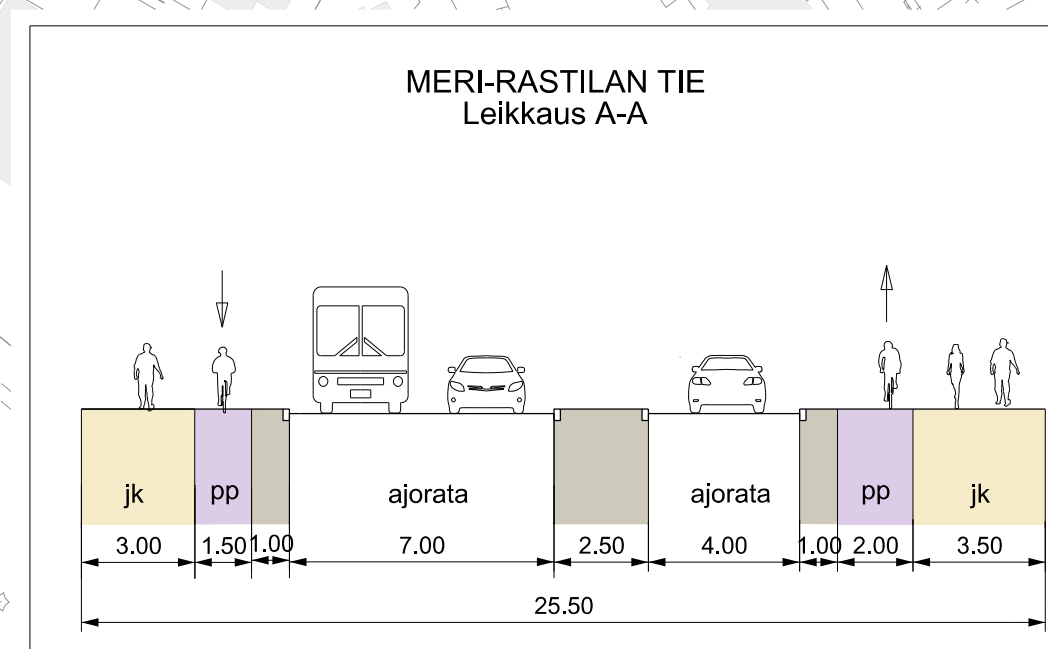 MERI-RASTILAN TIE
Leikkaus A-A
jk pp ajorata ajorata pp jk
3.00 1.50 1.00 7.00 2.50 4.00 1.00 2.00 3.50
25.50